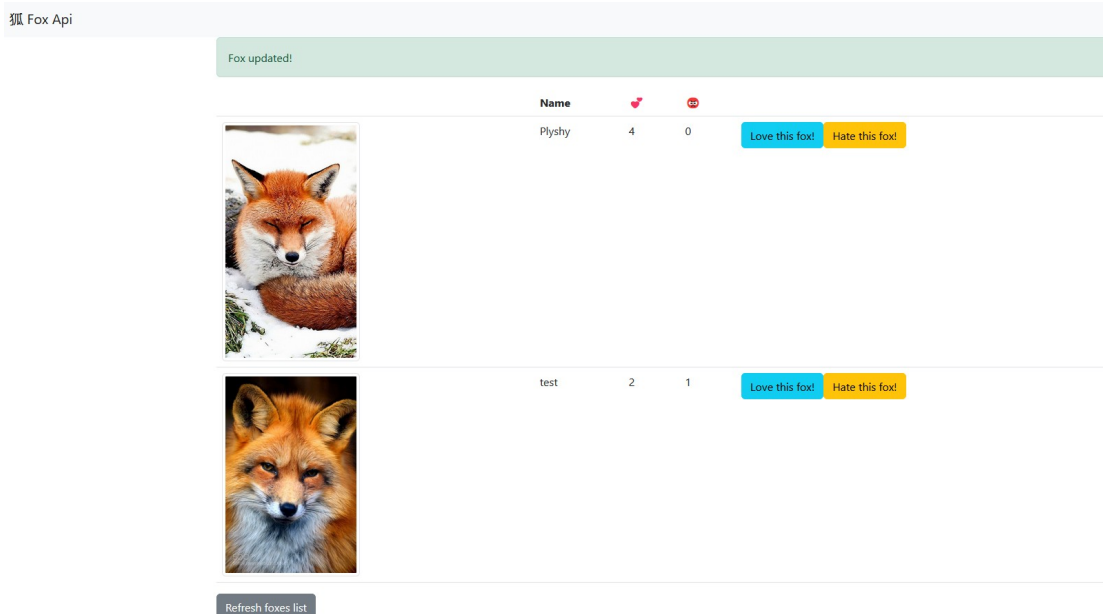 狐 Fox Api
Fox updated!
Name 💕
Plyshy 4 0 Love this fox! Hate this fox!
test 2 1 Love this fox! Hate this fox!
Refresh foxes list